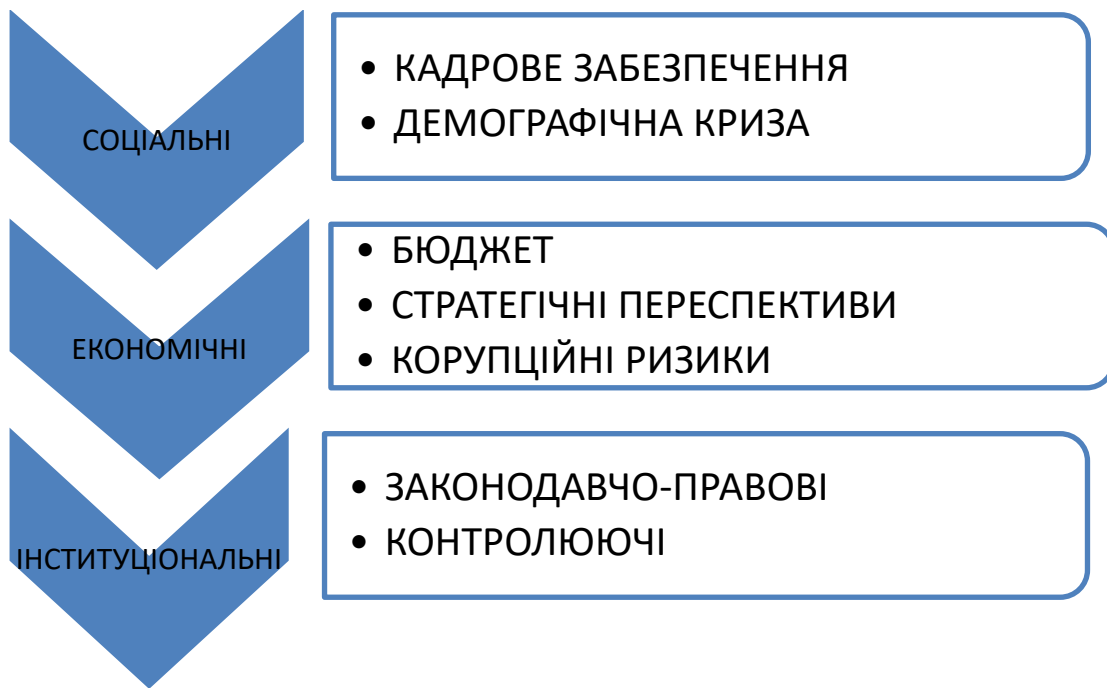 СОЦІАЛЬНІ
• КАДРОВЕ ЗАБЕЗПЕЧЕННЯ
• ДЕМОГРАФІЧНА КРИЗА
ЕКОНОМІЧНІ
• БЮДЖЕТ
• СТРАТЕГІЧНІ ПЕРЕСПЕКТИВИ
• КОРУПЦІЙНІ РИЗИКИ
ІНСТИТУЦІОНАЛЬНІ
• ЗАКОНОДАВЧО-ПРАВОВІ
• КОНТРОЛЮЮЧІ